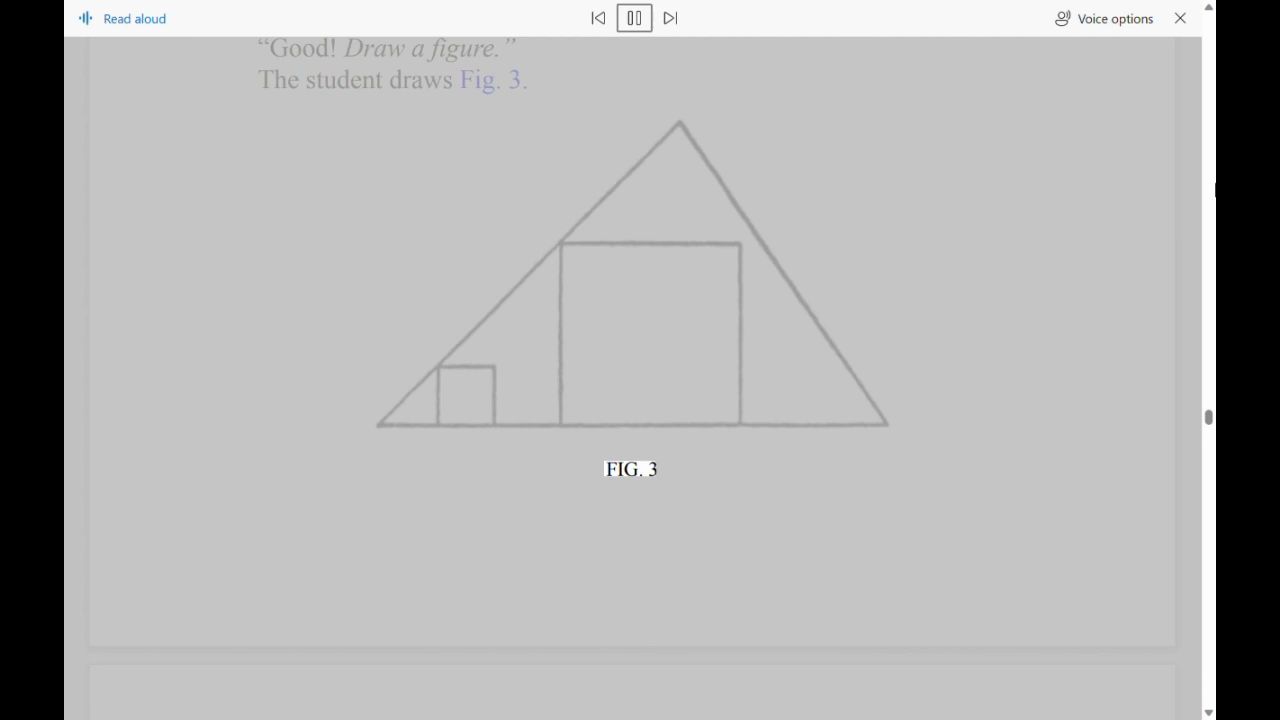 Read aloud
Voice options
“Good! Draw a figure.”
The student draws Fig. 3.
FIG. 3